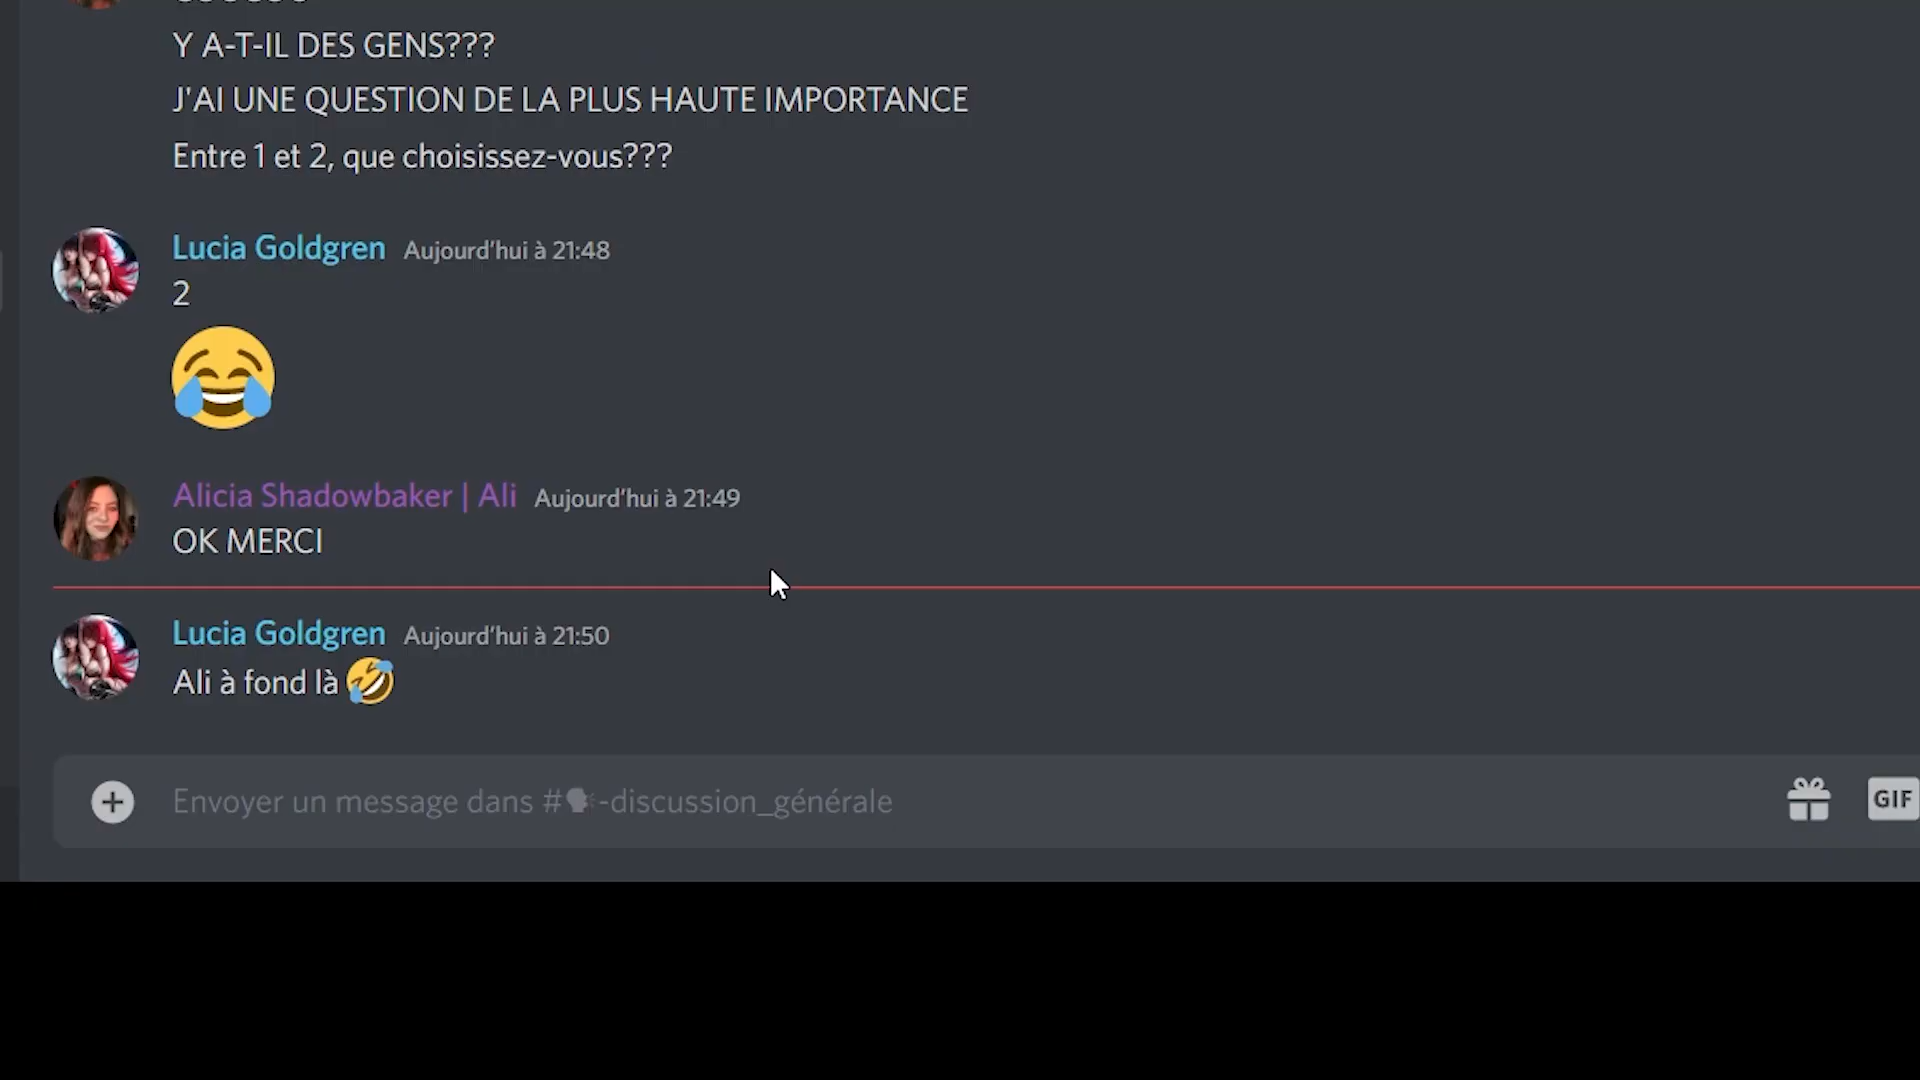 Y A-T-IL DES GENS???
J'AI UNE QUESTION DE LA PLUS HAUTE IMPORTANCE
Entre 1 et 2, que choisissez-vous???
Lucia Goldgren Aujourd'hui à 21:48
2
😂
Alicia Shadowbaker | Ali Aujourd'hui à 21:49
OK MERCI
Lucia Goldgren Aujourd'hui à 21:50
Ali à fond là 🤣
Envoyer un message dans #🗣-discussion_générale
GIF